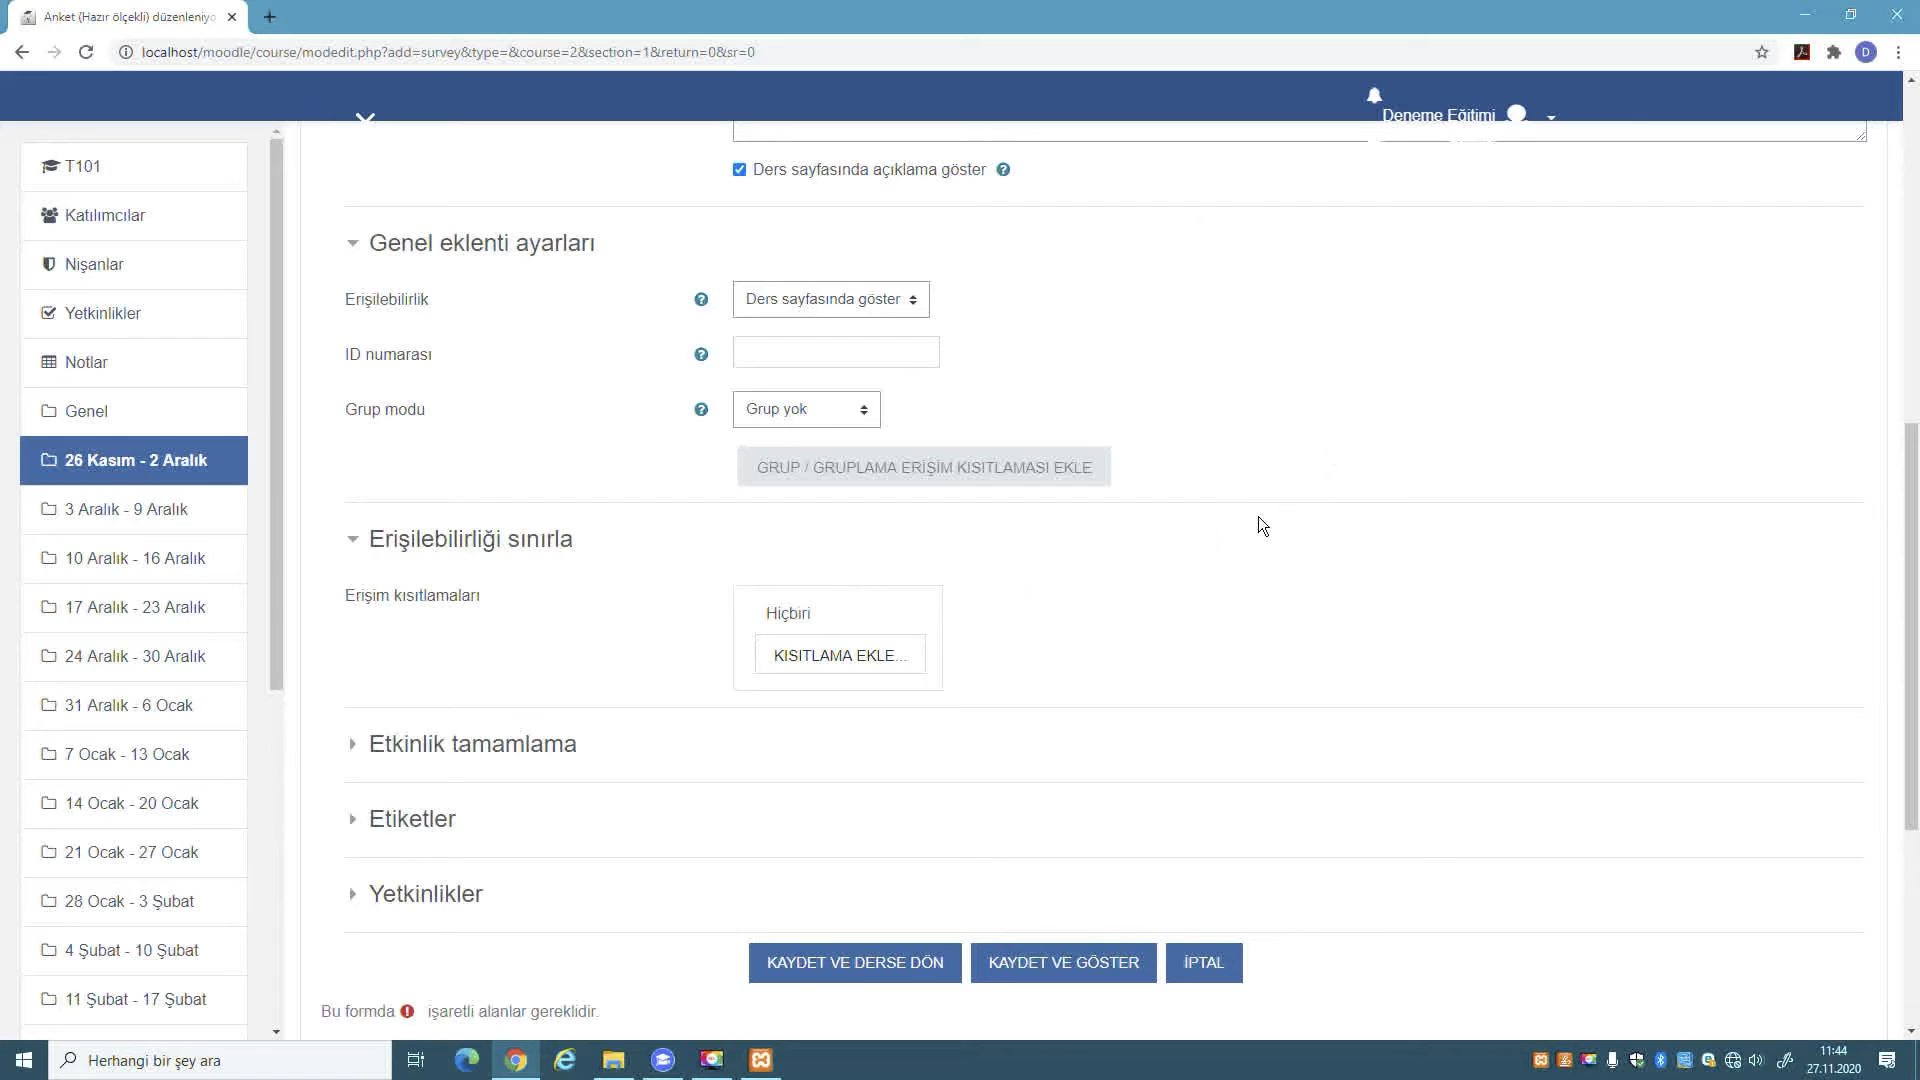 Anket (Hazır ölçekli) düzenleniyo
localhost/moodle/course/modedit.php?add=survey&type=&course=2&section=1&return=0&sr=0
D
Deneme Eğitimi
T101
Katılımcılar
Nişanlar
Yetkinlikler
Notlar
Genel
26 Kasım - 2 Aralık
3 Aralık - 9 Aralık
10 Aralık - 16 Aralık
17 Aralık - 23 Aralık
24 Aralık - 30 Aralık
31 Aralık - 6 Ocak
7 Ocak - 13 Ocak
14 Ocak - 20 Ocak
21 Ocak - 27 Ocak
28 Ocak - 3 Şubat
4 Şubat - 10 Şubat
11 Şubat - 17 Şubat
Ders sayfasında açıklama göster
Genel eklenti ayarları
Erişilebilirlik
Ders sayfasında göster
ID numarası
Grup modu
Grup yok
GRUP / GRUPLAMA ERİŞİM KISITLAMASI EKLE
Erişilebilirliği sınırla
Erişim kısıtlamaları
Hiçbiri
KISITLAMA EKLE...
Etkinlik tamamlama
Etiketler
Yetkinlikler
KAYDET VE DERSE DÖN
KAYDET VE GÖSTER
İPTAL
Bu formda işaretli alanlar gereklidir.
Herhangi bir şey ara
11:44
27.11.2020